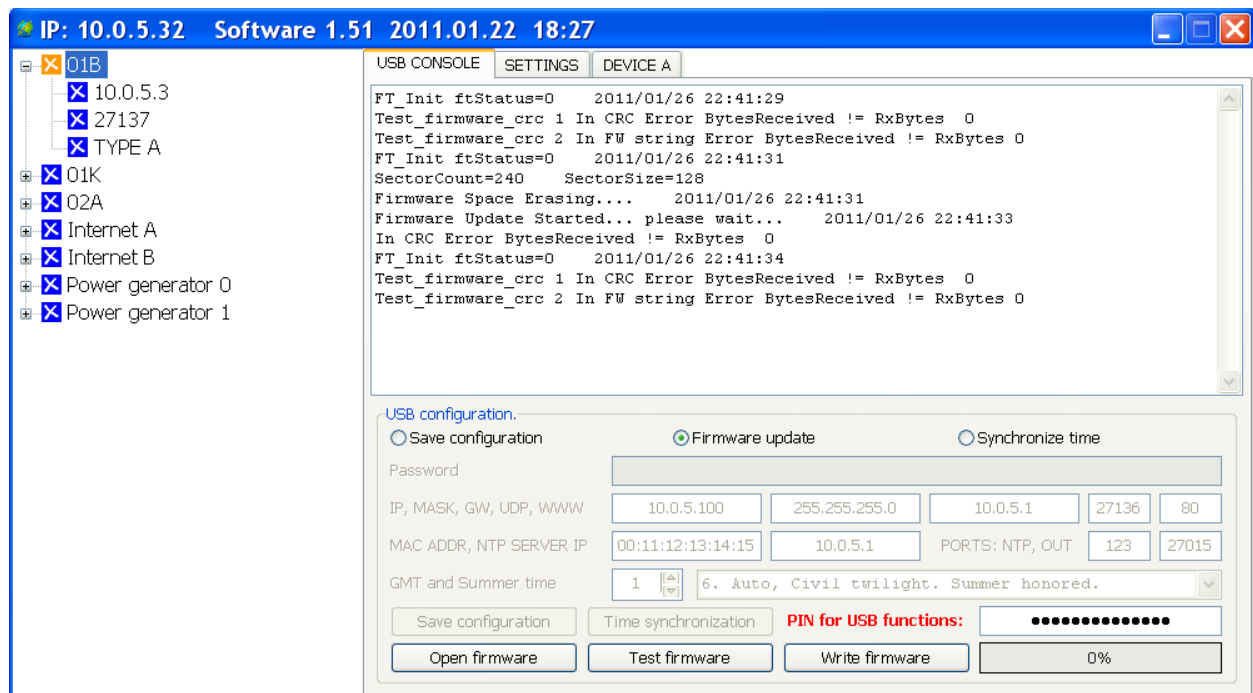 IP: 10.0.5.32 Software 1.51 2011.01.22 18:27
01B
10.0.5.3
27137
TYPE A
01K
02A
Internet A
Internet B
Power generator 0
Power generator 1
USB CONSOLE SETTINGS DEVICE A
FT_Init ftStatus=0 2011/01/26 22:41:29
Test_firmware_crc 1 In CRC Error BytesReceived != RxBytes 0
Test_firmware_crc 2 In FW string Error BytesReceived != RxBytes 0
FT_Init ftStatus=0 2011/01/26 22:41:31
SectorCount=240 SectorSize=128
Firmware Space Erasing.... 2011/01/26 22:41:31
Firmware Update Started... please wait... 2011/01/26 22:41:33
In CRC Error BytesReceived != RxBytes 0
FT_Init ftStatus=0 2011/01/26 22:41:34
Test_firmware_crc 1 In CRC Error BytesReceived != RxBytes 0
Test_firmware_crc 2 In FW string Error BytesReceived != RxBytes 0
USB configuration.
Save configuration Firmware update Synchronize time
Password
IP, MASK, GW, UDP, WWW 10.0.5.100 255.255.255.0 10.0.5.1 27136 80
MAC ADDR, NTP SERVER IP 00:11:12:13:14:15 10.0.5.1 PORTS: NTP, OUT 123 27015
GMT and Summer time 1 6. Auto, Civil twilight. Summer honored.
Save configuration Time synchronization PIN for USB functions: ●●●●●●●●●●●●●●
Open firmware Test firmware Write firmware 0%